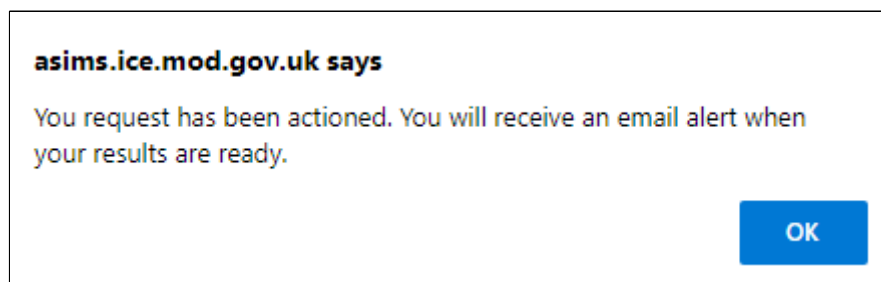 asims.ice.mod.gov.uk says
You request has been actioned. You will receive an email alert when
your results are ready.
OK